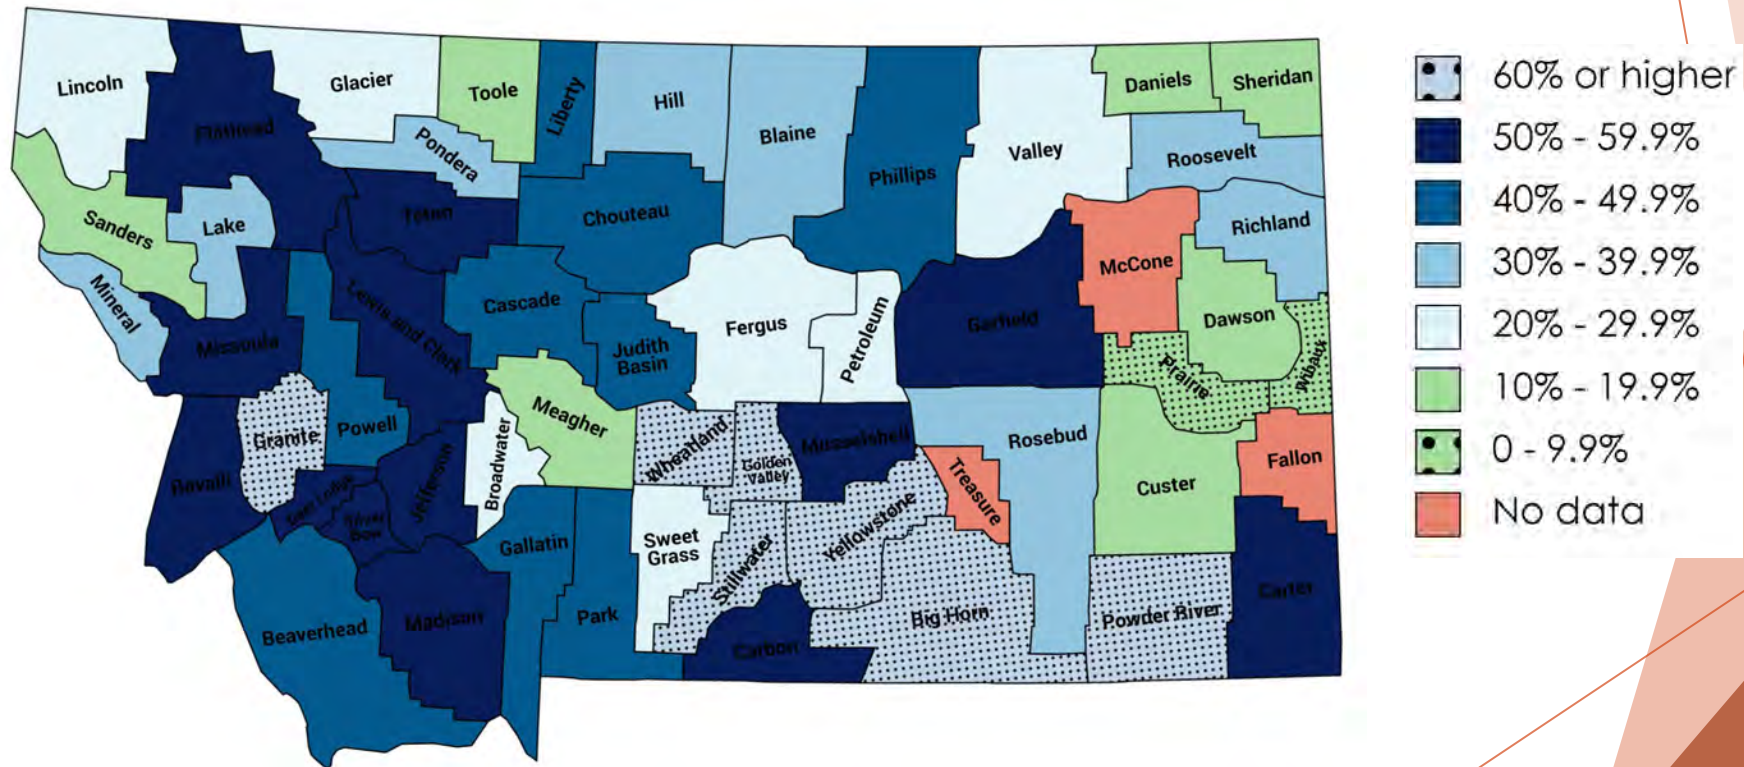 Lincoln
Flathead
Glacier
Toole
Liberty
Hill
Blaine
Phillips
Valley
Daniels
Sheridan
Pondera
Roosevelt
Sanders
Lake
Teton
Chouteau
Richland
McCone
Mineral
Missoula
Lewis and Clark
Cascade
Judith
Basin
Fergus
Petroleum
Garfield
Dawson
Prairie
Wibaux
Granite
Powell
Meagher
Wheatland
Golden
Valley
Musselshell
Rosebud
Treasure
Custer
Fallon
Ravalli
Deer Lodge
Silver
Bow
Jefferson
Broadwater
Gallatin
Sweet
Grass
Stillwater
Yellowstone
Beaverhead
Madison
Park
Carbon
Big Horn
Powder River
Carter
60% or higher
50% - 59.9%
40% - 49.9%
30% - 39.9%
20% - 29.9%
10% - 19.9%
0 - 9.9%
No data